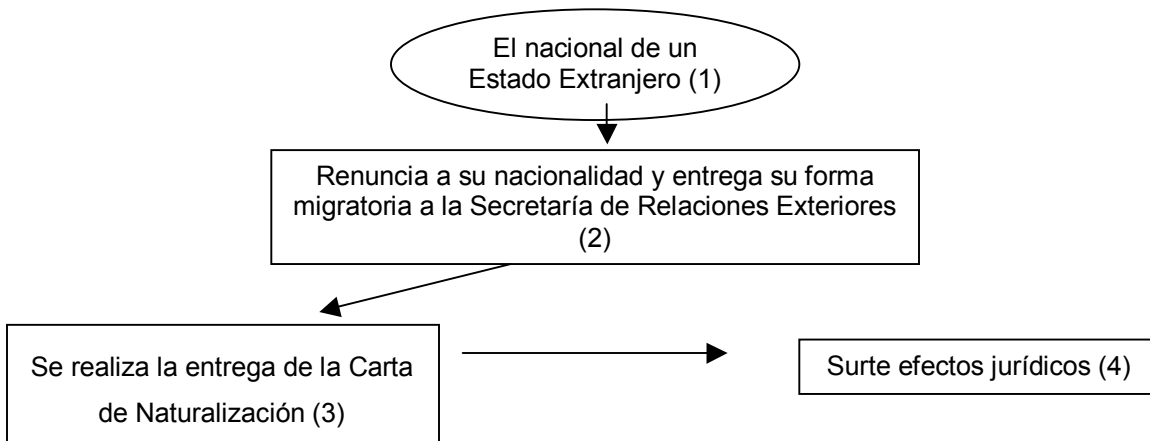 El nacional de un
Estado Extranjero (1)
Renuncia a su nacionalidad y entrega su forma
migratoria a la Secretaría de Relaciones Exteriores
(2)
Se realiza la entrega de la Carta
de Naturalización (3)
Surte efectos jurídicos (4)